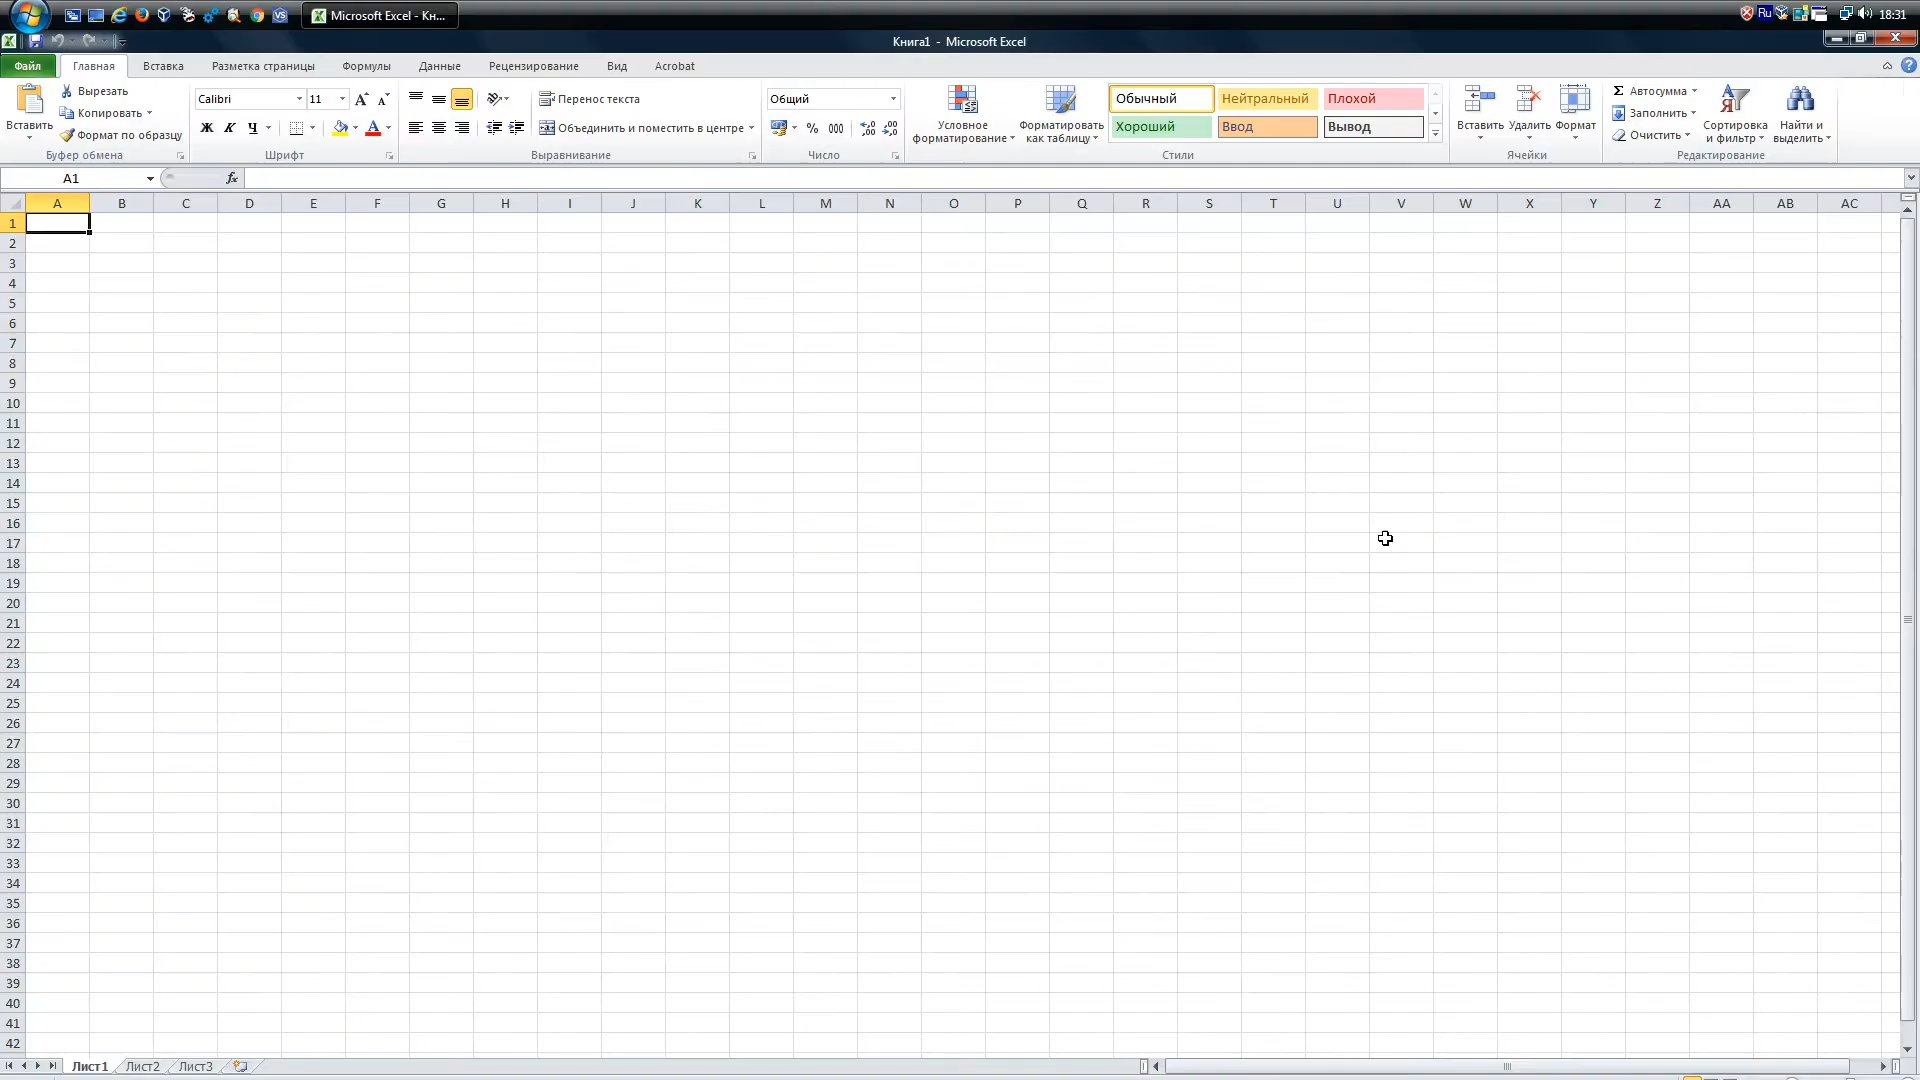 Microsoft Excel - Кн...
Ru
18:31
Книга1 - Microsoft Excel
Файл Главная Вставка Разметка страницы Формулы Данные Рецензирование Вид Acrobat
Вставить
Вырезать
Копировать
Формат по образцу
Буфер обмена
Calibri 11
Ж К Ч
Шрифт
Перенос текста
Объединить и поместить в центре
Выравнивание
Общий
% 000
Число
Условное форматирование
Форматировать как таблицу
Обычный Нейтральный Плохой
Хороший Ввод Вывод
Стили
Вставить Удалить Формат
Ячейки
Σ Автосумма
Заполнить
Очистить
Сортировка и фильтр
Найти и выделить
Редактирование
A1 fx
A B C D E F G H I J K L M N O P Q R S T U V W X Y Z AA AB AC
1
2
3
4
5
6
7
8
9
10
11
12
13
14
15
16
17
18
19
20
21
22
23
24
25
26
27
28
29
30
31
32
33
34
35
36
37
38
39
40
41
42
Лист1 Лист2 Лист3